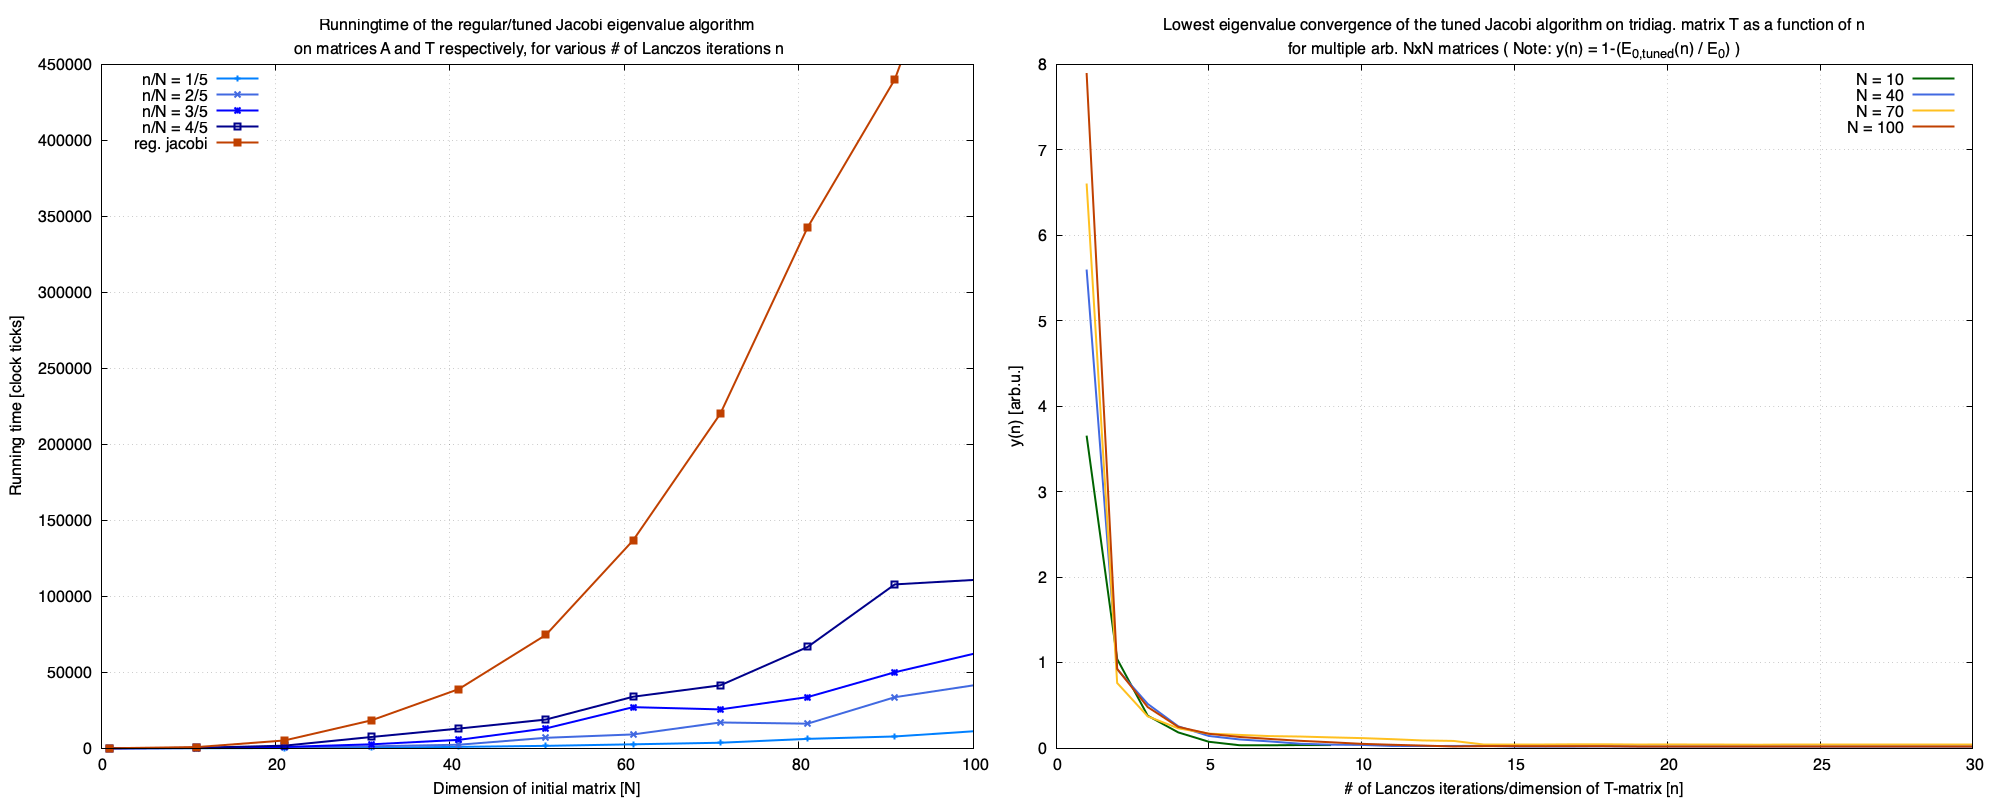 Runningtime of the regular/tuned Jacobi eigenvalue algorithm
on matrices A and T respectively, for various # of Lanczos iterations n
450000
400000
350000
300000
250000
200000
150000
100000
50000
0
Running time [clock ticks]
n/N = 1/5
n/N = 2/5
n/N = 3/5
n/N = 4/5
reg. jacobi
0 20 40 60 80 100
Dimension of initial matrix [N]
Lowest eigenvalue convergence of the tuned Jacobi algorithm on tridiag. matrix T as a function of n
for multiple arb. NxN matrices ( Note: y(n) = 1-(E0,tuned(n) / E0) )
8
7
6
5
4
3
2
1
0
y(n) [arb.u.]
N = 10
N = 40
N = 70
N = 100
0 5 10 15 20 25 30
# of Lanczos iterations/dimension of T-matrix [n]